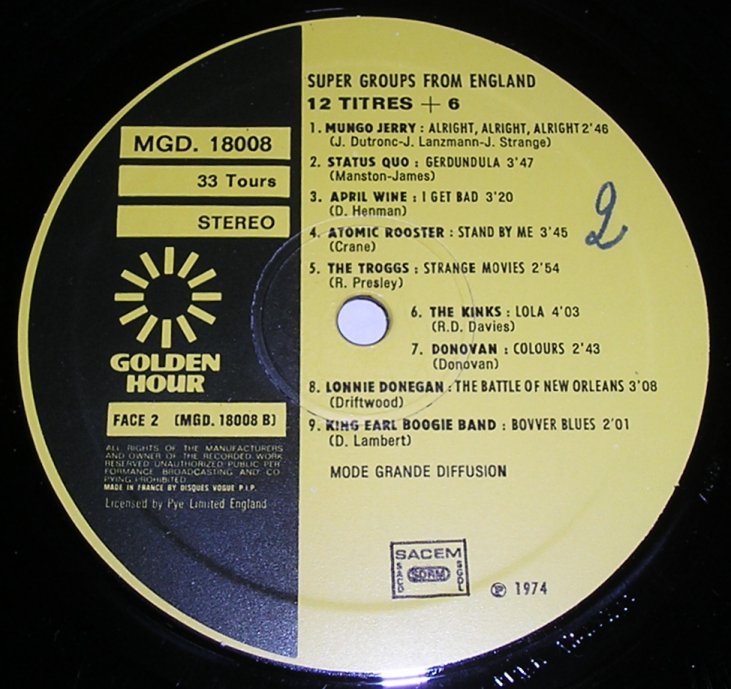 SUPER GROUPS FROM ENGLAND
12 TITRES + 6
1. MUNGO JERRY : ALRIGHT, ALRIGHT, ALRIGHT 2'46
(J. Dutronc-J. Lanzmann-J. Strange)
2. STATUS QUO : GERDUNDULA 3'47
(Manston-James)
3. APRIL WINE : I GET BAD 3'20
(D. Henman)
4. ATOMIC ROOSTER : STAND BY ME 3'45
(Crane)
5. THE TROGGS : STRANGE MOVIES 2'54
(R. Presley)
6. THE KINKS : LOLA 4'03
(R.D. Davies)
7. DONOVAN : COLOURS 2'43
(Donovan)
8. LONNIE DONEGAN : THE BATTLE OF NEW ORLEANS 3'08
(Driftwood)
9. KING EARL BOOGIE BAND : BOVVER BLUES 2'01
(D. Lambert)
MODE GRANDE DIFFUSION
2
MGD. 18008
33 Tours
STEREO
GOLDEN
HOUR
FACE 2 (MGD. 18008 B)
ALL RIGHTS OF THE MANUFACTURERS
AND OWNER OF THE RECORDED WORK
RESERVED UNAUTHORIZED PUBLIC PER
FORMANCE BROADCASTING AND CO
PYING PROHIBITED
MADE IN FRANCE BY DISQUES VOGUE P.I.P.
Licensed by Pye Limited England
SACEM
SACD
SDRM
SGDL
℗ 1974